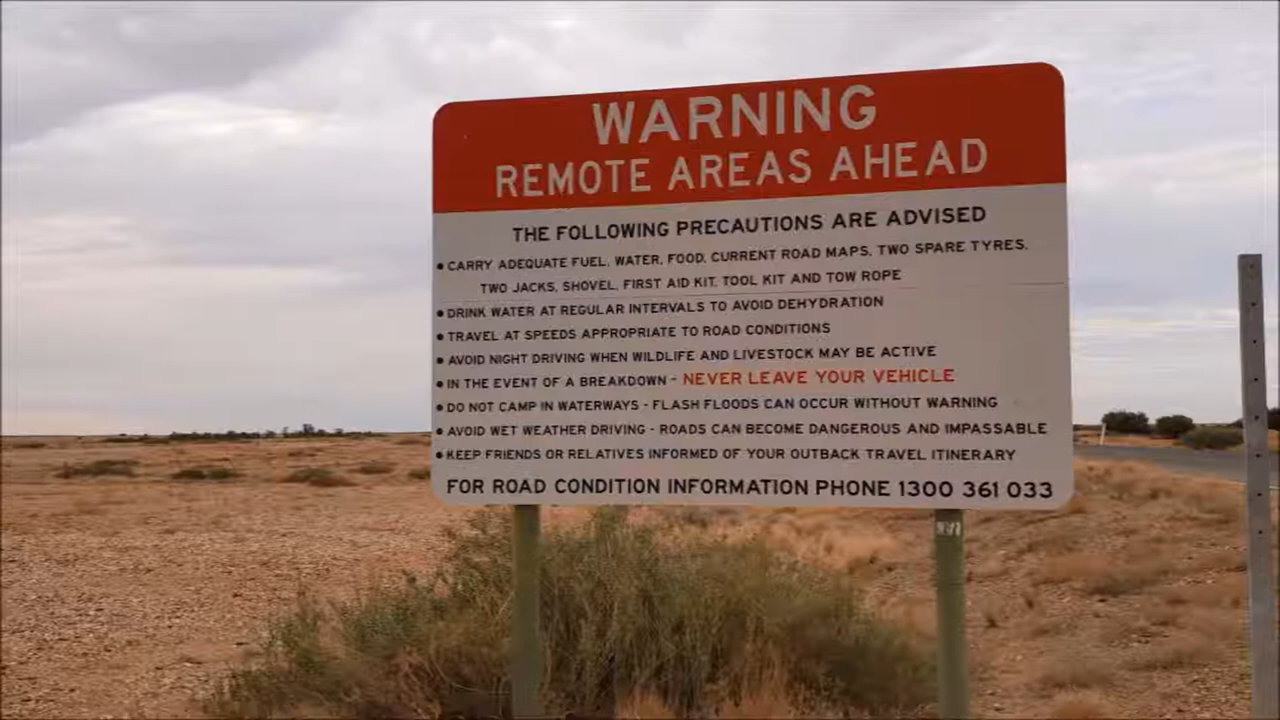 WARNING
REMOTE AREAS AHEAD
THE FOLLOWING PRECAUTIONS ARE ADVISED
• CARRY ADEQUATE FUEL, WATER, FOOD, CURRENT ROAD MAPS, TWO SPARE TYRES,
TWO JACKS, SHOVEL, FIRST AID KIT, TOOL KIT AND TOW ROPE
• DRINK WATER AT REGULAR INTERVALS TO AVOID DEHYDRATION
• TRAVEL AT SPEEDS APPROPRIATE TO ROAD CONDITIONS
• AVOID NIGHT DRIVING WHEN WILDLIFE AND LIVESTOCK MAY BE ACTIVE
• IN THE EVENT OF A BREAKDOWN - NEVER LEAVE YOUR VEHICLE
• DO NOT CAMP IN WATERWAYS - FLASH FLOODS CAN OCCUR WITHOUT WARNING
• AVOID WET WEATHER DRIVING - ROADS CAN BECOME DANGEROUS AND IMPASSABLE
• KEEP FRIENDS OR RELATIVES INFORMED OF YOUR OUTBACK TRAVEL ITINERARY
FOR ROAD CONDITION INFORMATION PHONE 1300 361 033